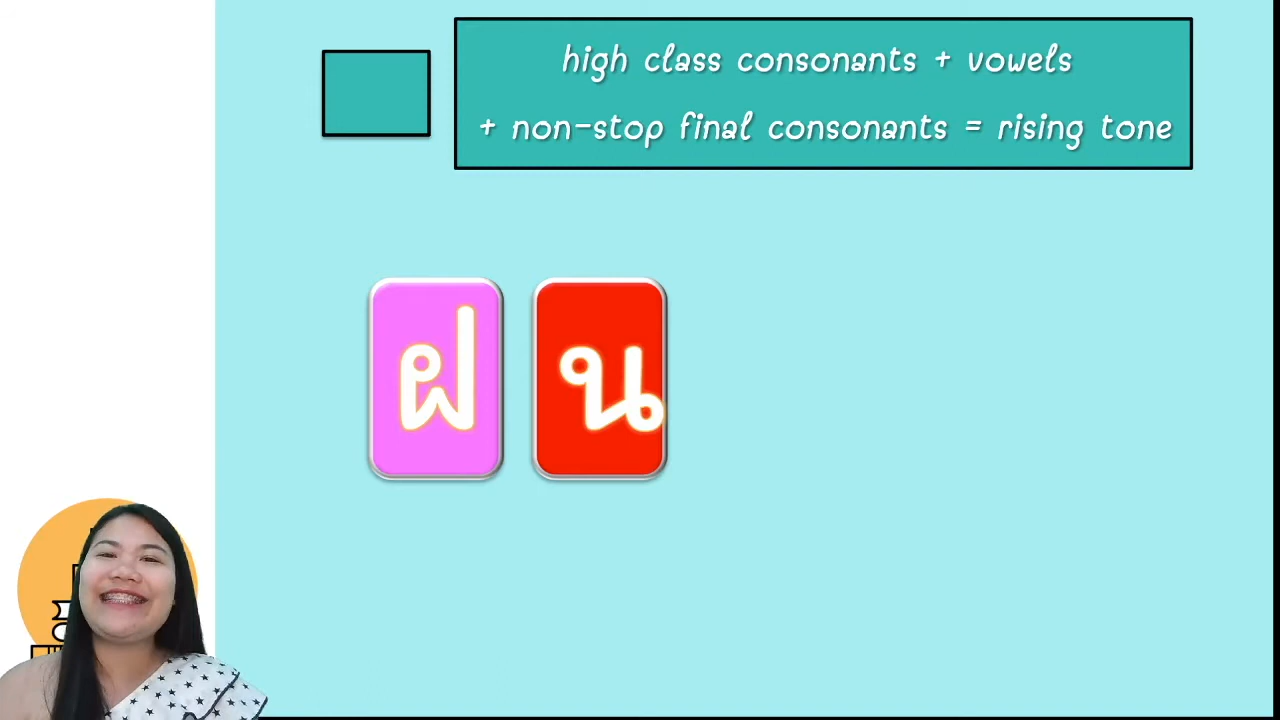 high class consonants + vowels
+ non-stop final consonants = rising tone
ฝ น